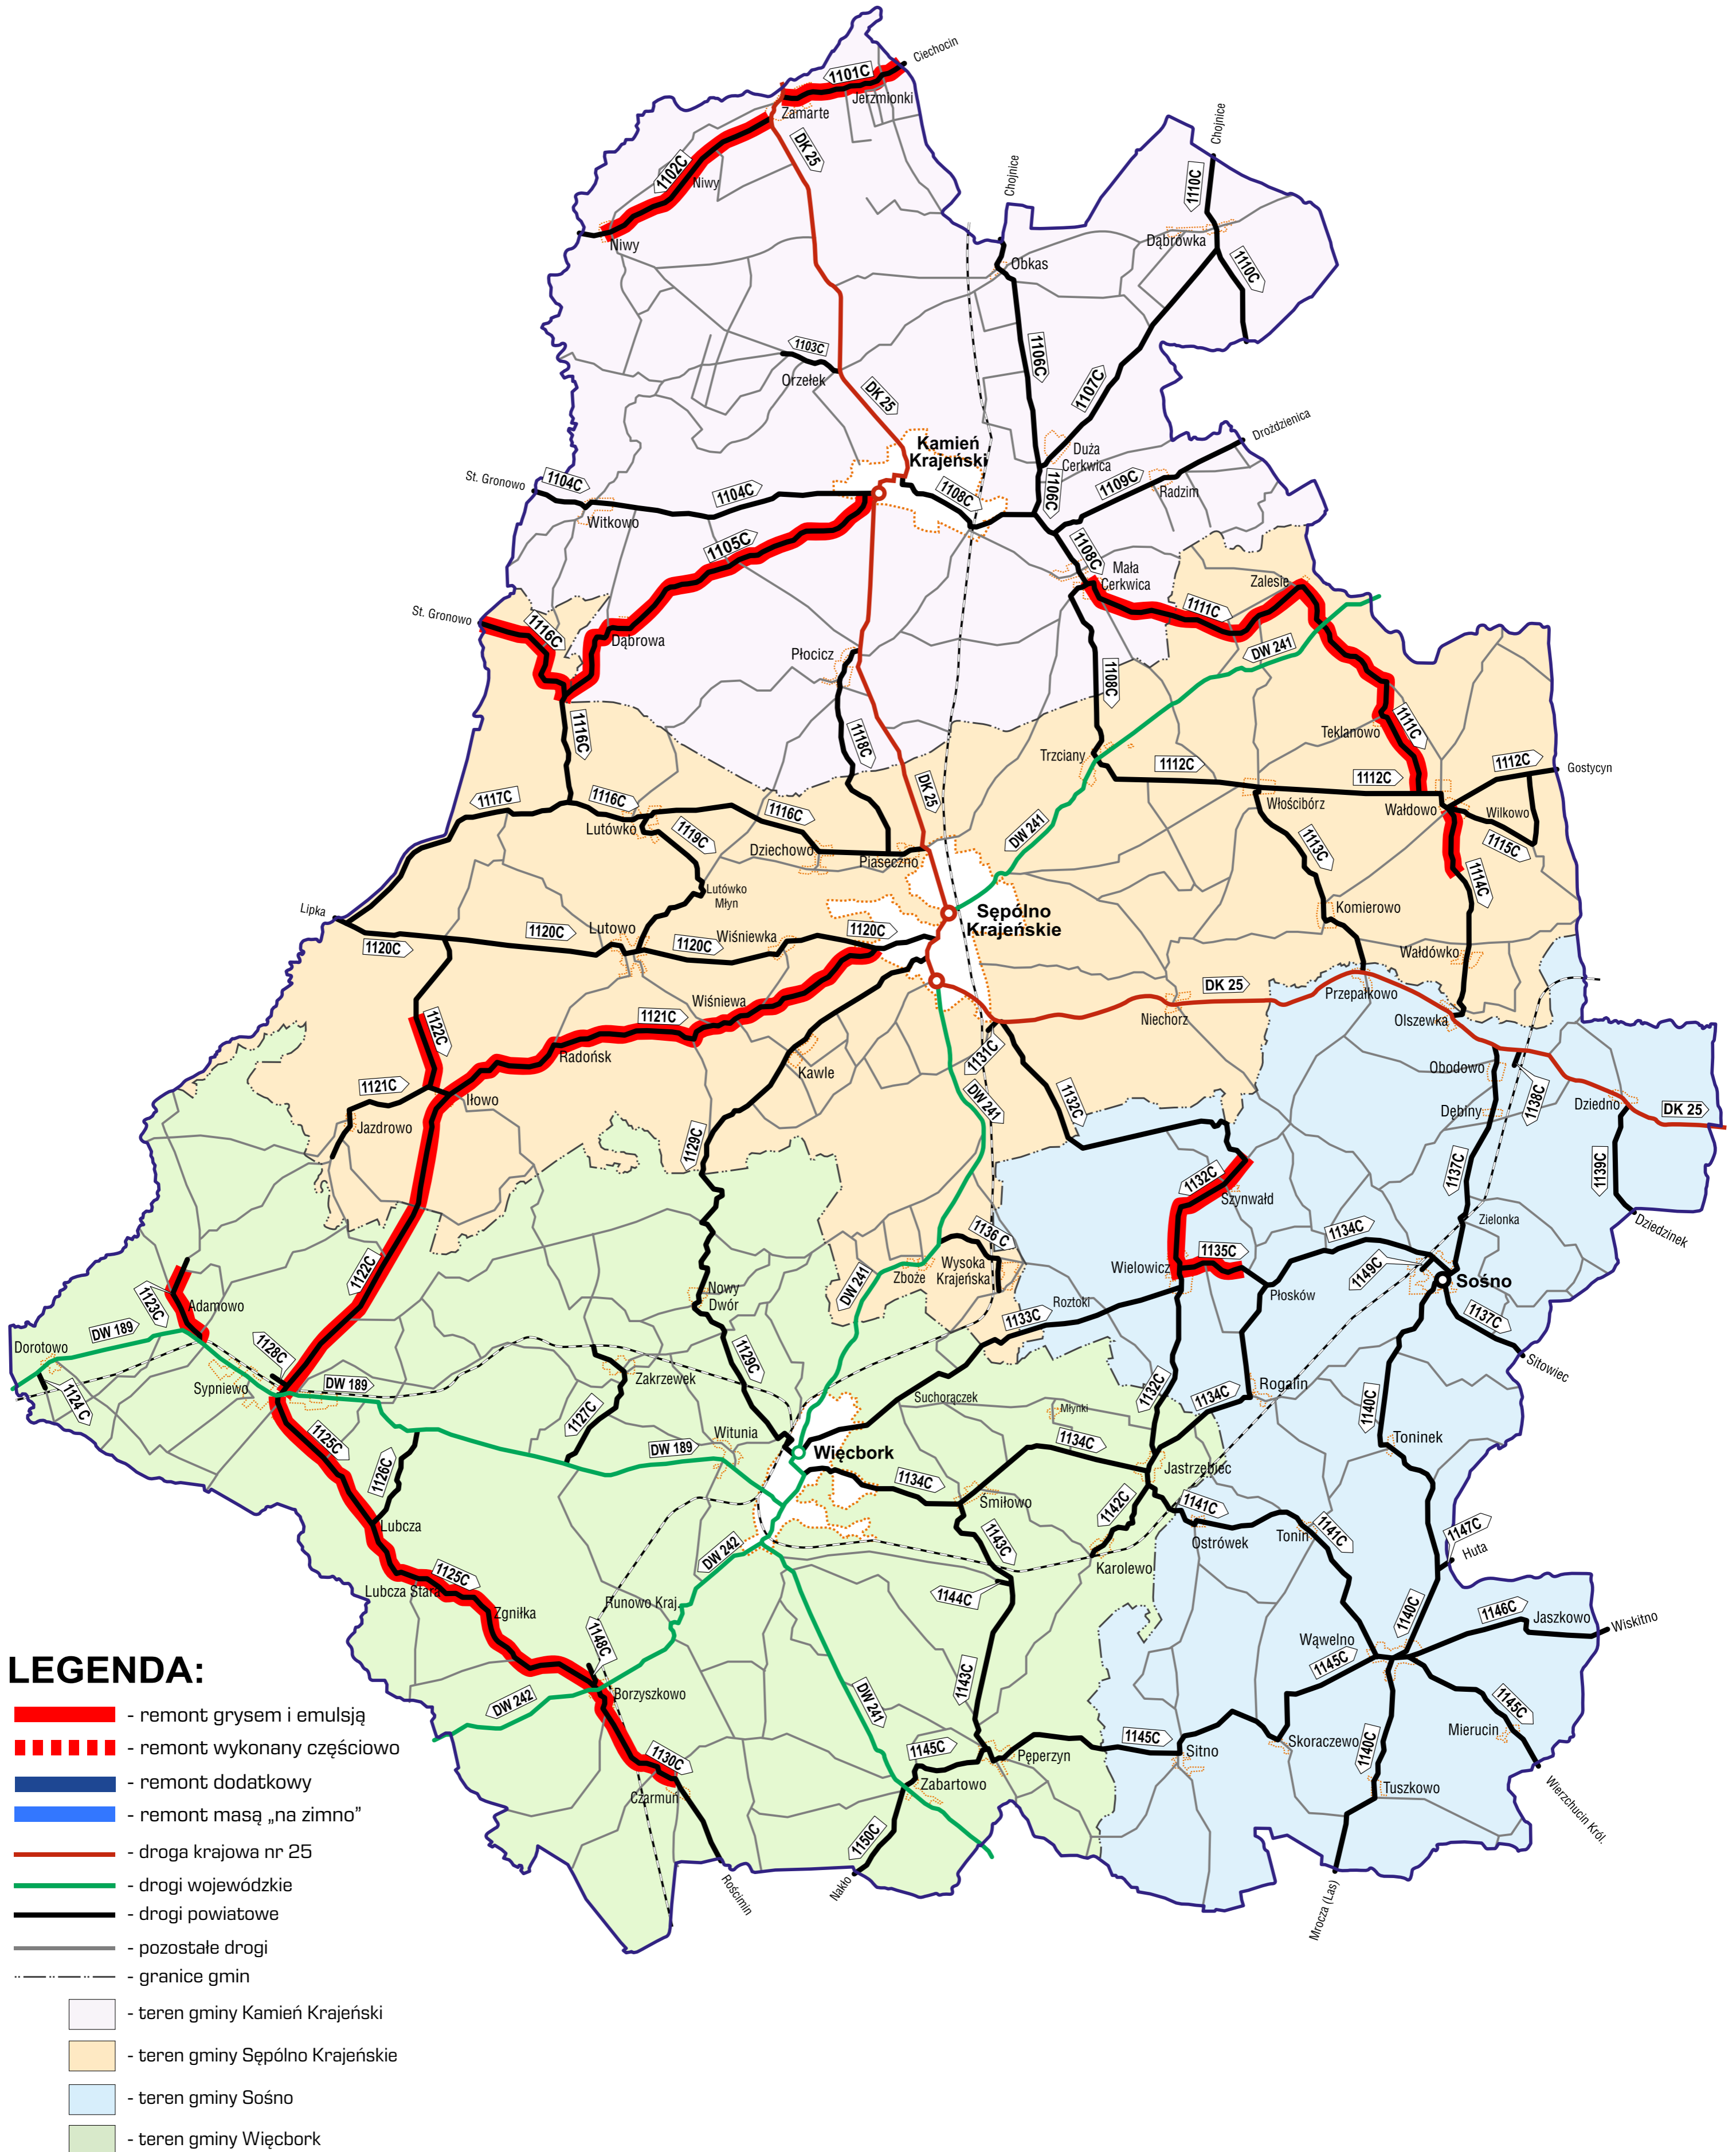 Ciechocin
1101C
Jerzmionki
Zamarte
DK 25
1102C
Niwy
Niwy
Chojnice
Chojnice
1110C
Dąbrówka
1110C
Obkas
1106C
1107C
1103C
Orzełek
DK 25
Kamień
Krajeński
Duża
Cerkwica
Drożdzienica
1106C
1109C
Radzim
St. Gronowo
1104C
1104C
1108C
Witkowo
1105C
1108C
Mała
Cerkwica
Zalesie
1111C
St. Gronowo
1116C
Dąbrowa
Płocicz
DW 241
1108C
1116C
1118C
Teklanowo
1111C
Trzciany
1112C
1112C
1112C
Gostycyn
DK 25
Włościbórz
Wałdowo
Wilkowo
1117C
1116C
1116C
Lutówko
1119C
Dziechowo
Piaseczno
DW 241
1113C
1115C
1114C
Lutówko
Młyn
Lipka
Sępólno
Krajeńskie
Komierowo
1120C
1120C
Lutowo
1120C
Wiśniewka
1120C
Wałdówko
Wiśniewa
1121C
DK 25
Przepałkowo
Niechorz
Olszewka
1122C
Radońsk
Kawle
1131C
Obodowo
1138C
1121C
Iłowo
DW 241
1132C
Dębiny
Dziedno
DK 25
Jazdrowo
1129C
1137C
1139C
1132C
Szynwałd
Zielonka
Dziedzinek
1136 C
1134C
1135C
Wielowicz
Zboże
Wysoka
Krajeńska
1149C
Sośno
1122C
DW 241
Nowy
Dwór
Roztoki
Płosków
1123C
Adamowo
1133C
1137C
DW 189
Dorotowo
1128C
1129C
Sitowiec
Sypniewo
DW 189
Zakrzewek
1124 C
Suchorączek
Młynki
1132C
1134C
Rogalin
1140C
1127C
1125C
1126C
Witunia
DW 189
Więcbork
1134C
1134C
Jastrzębiec
Toninek
Śmiłowo
1142C
1141C
Lubcza
Ostrówek
Tonin
1141C
1143C
1147C
Huta
DW 242
Karolewo
1125C
Lubcza Stara
Zgniłka
Runowo Kraj.
1144C
1140C
1146C
Jaszkowo
Wiskitno
Wąwelno
1148C
1145C
Borzyszkowo
DW 242
DW 241
1143C
1145C
Mierucin
1130C
Czarmuń
1145C
Pęperzyn
1145C
Sitno
Skoraczewo
1140C
Zabartowo
Tuszkowo
Wierzchucin Król.
1150C
Rościmin
Nakło
Mrocza (Las)
LEGENDA:
- remont grysem i emulsją
- remont wykonany częściowo
- remont dodatkowy
- remont masą „na zimno”
- droga krajowa nr 25
- drogi wojewódzkie
- drogi powiatowe
- pozostałe drogi
- granice gmin
- teren gminy Kamień Krajeński
- teren gminy Sępólno Krajeńskie
- teren gminy Sośno
- teren gminy Więcbork